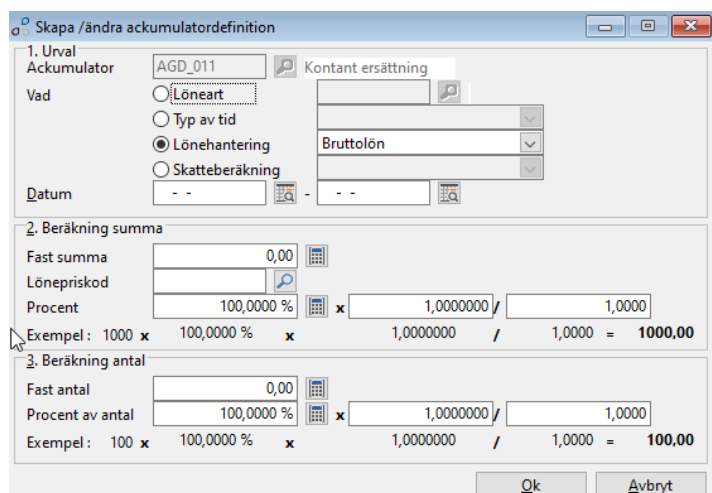 Skapa /ändra ackumulatordefinition
1. Urval
Ackumulator AGD_011 Kontant ersättning
Vad Löneart
Typ av tid
Lönehantering Bruttolön
Skatteberäkning
Datum - - - - -
2. Beräkning summa
Fast summa 0,00
Lönepriskod
Procent 100,0000 % x 1,0000000 / 1,0000
Exempel : 1000 x 100,0000 % x 1,0000000 / 1,0000 = 1000,00
3. Beräkning antal
Fast antal 0,00
Procent av antal 100,0000 % x 1,0000000 / 1,0000
Exempel : 100 x 100,0000 % x 1,0000000 / 1,0000 = 100,00
Ok Avbryt